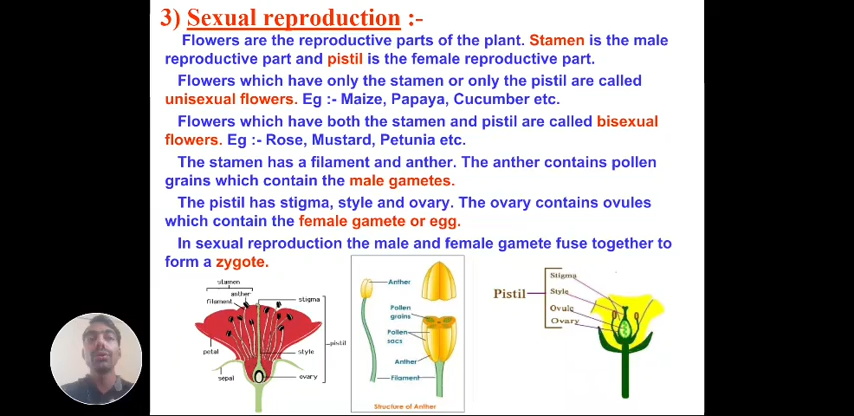 3) Sexual reproduction :-
Flowers are the reproductive parts of the plant. Stamen is the male
reproductive part and pistil is the female reproductive part.
Flowers which have only the stamen or only the pistil are called
unisexual flowers. Eg :- Maize, Papaya, Cucumber etc.
Flowers which have both the stamen and pistil are called bisexual
flowers. Eg :- Rose, Mustard, Petunia etc.
The stamen has a filament and anther. The anther contains pollen
grains which contain the male gametes.
The pistil has stigma, style and ovary. The ovary contains ovules
which contain the female gamete or egg.
In sexual reproduction the male and female gamete fuse together to
form a zygote.
stamen
anther
filament
stigma
petal
pistil
style
sepal
ovary
Anther
Pollen
grains
Pollen
sacs
Anther
Filament
Structure of Anther
Pistil
Stigma
Style
Ovule
Ovary